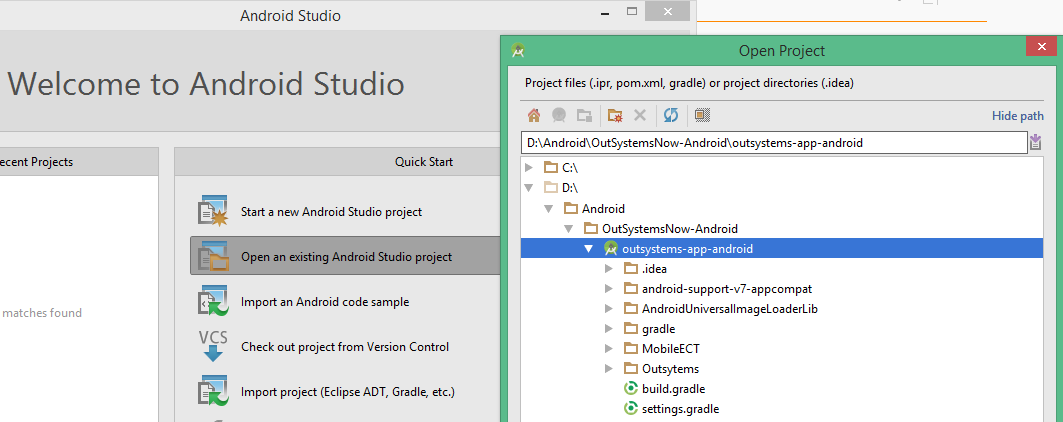 Android Studio
Welcome to Android Studio
ecent Projects
matches found
Quick Start
Start a new Android Studio project
Open an existing Android Studio project
Import an Android code sample
VCS
Check out project from Version Control
Import project (Eclipse ADT, Gradle, etc.)
Open Project
Project files (.ipr, pom.xml, gradle) or project directories (.idea)
Hide path
D:\Android\OutSystemsNow-Android\outsystems-app-android
C:\
D:\
Android
OutSystemsNow-Android
outsystems-app-android
.idea
android-support-v7-appcompat
AndroidUniversalImageLoaderLib
gradle
MobileECT
Outsytems
build.gradle
settings.gradle